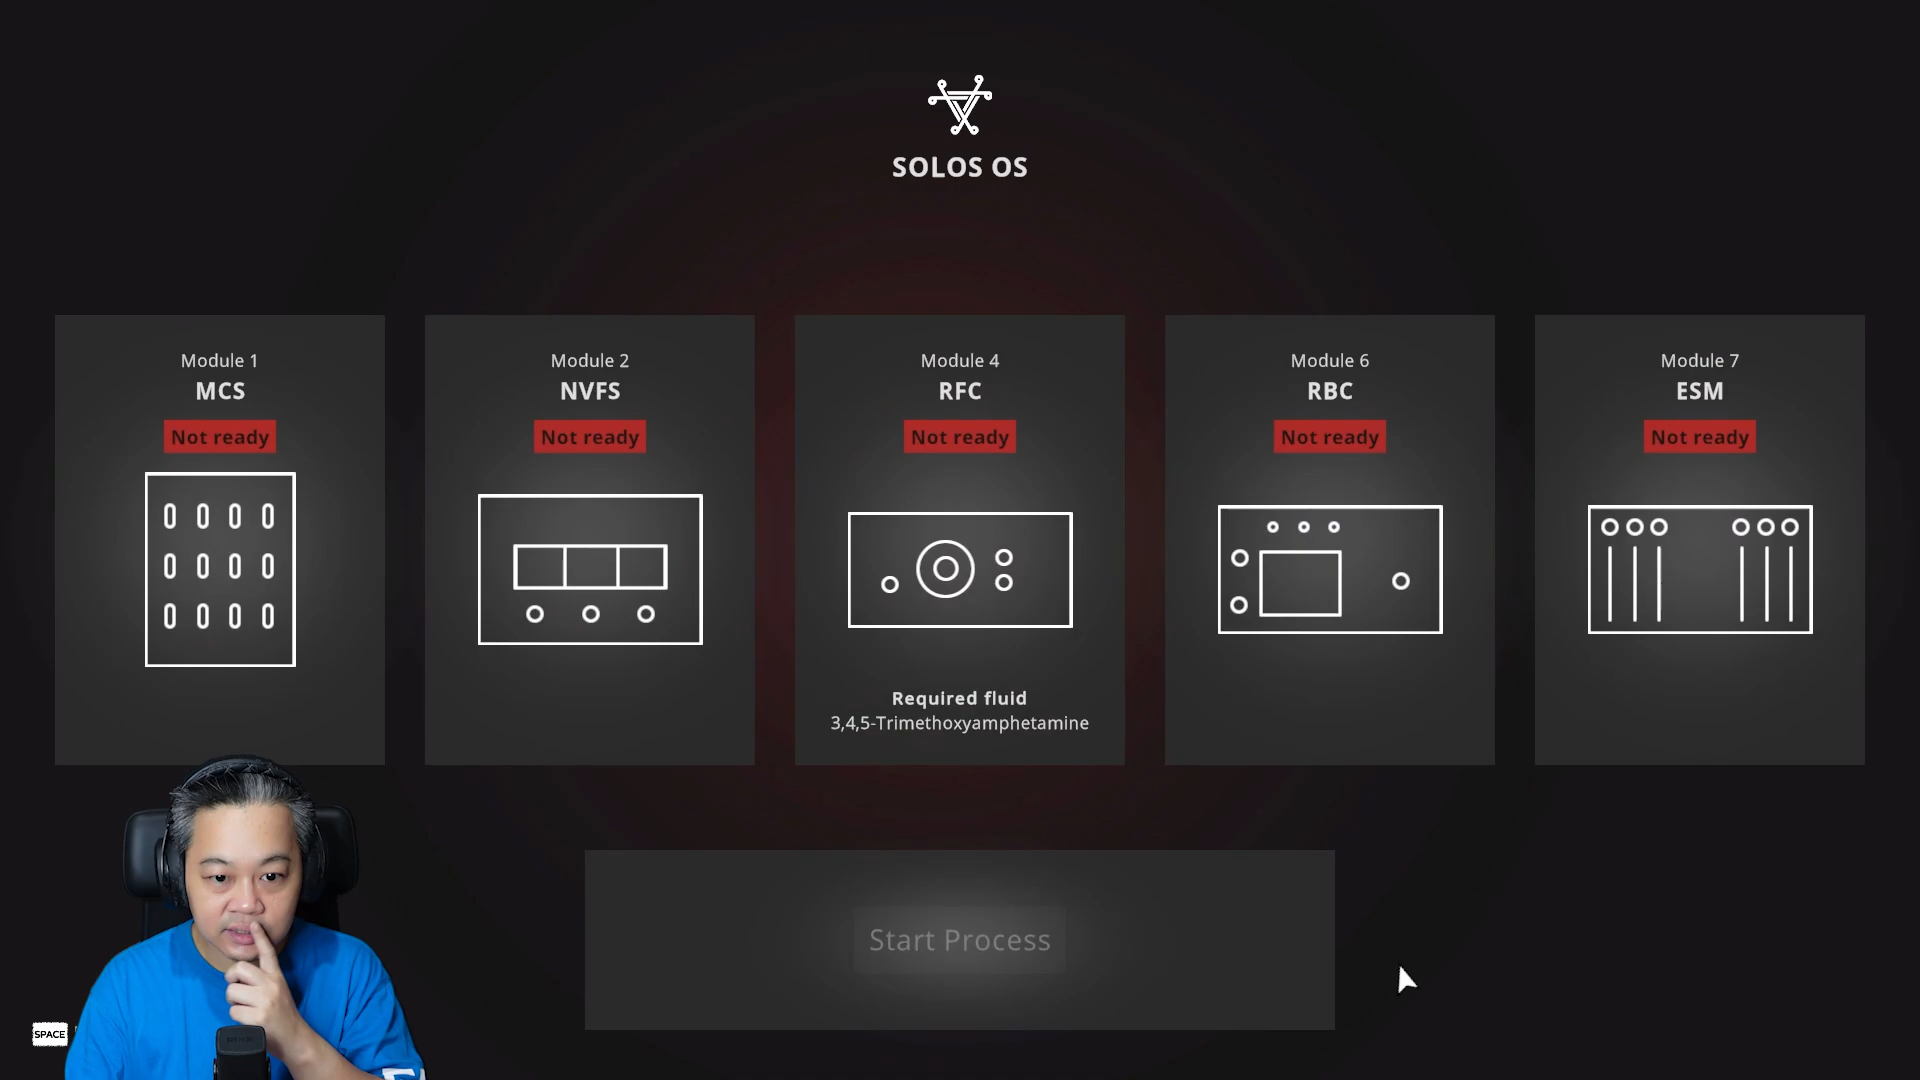 SOLOS OS
Module 1
MCS
Not ready
Module 2
NVFS
Not ready
Module 4
RFC
Not ready
Required fluid
3,4,5-Trimethoxyamphetamine
Module 6
RBC
Not ready
Module 7
ESM
Not ready
Start Process
SPACE